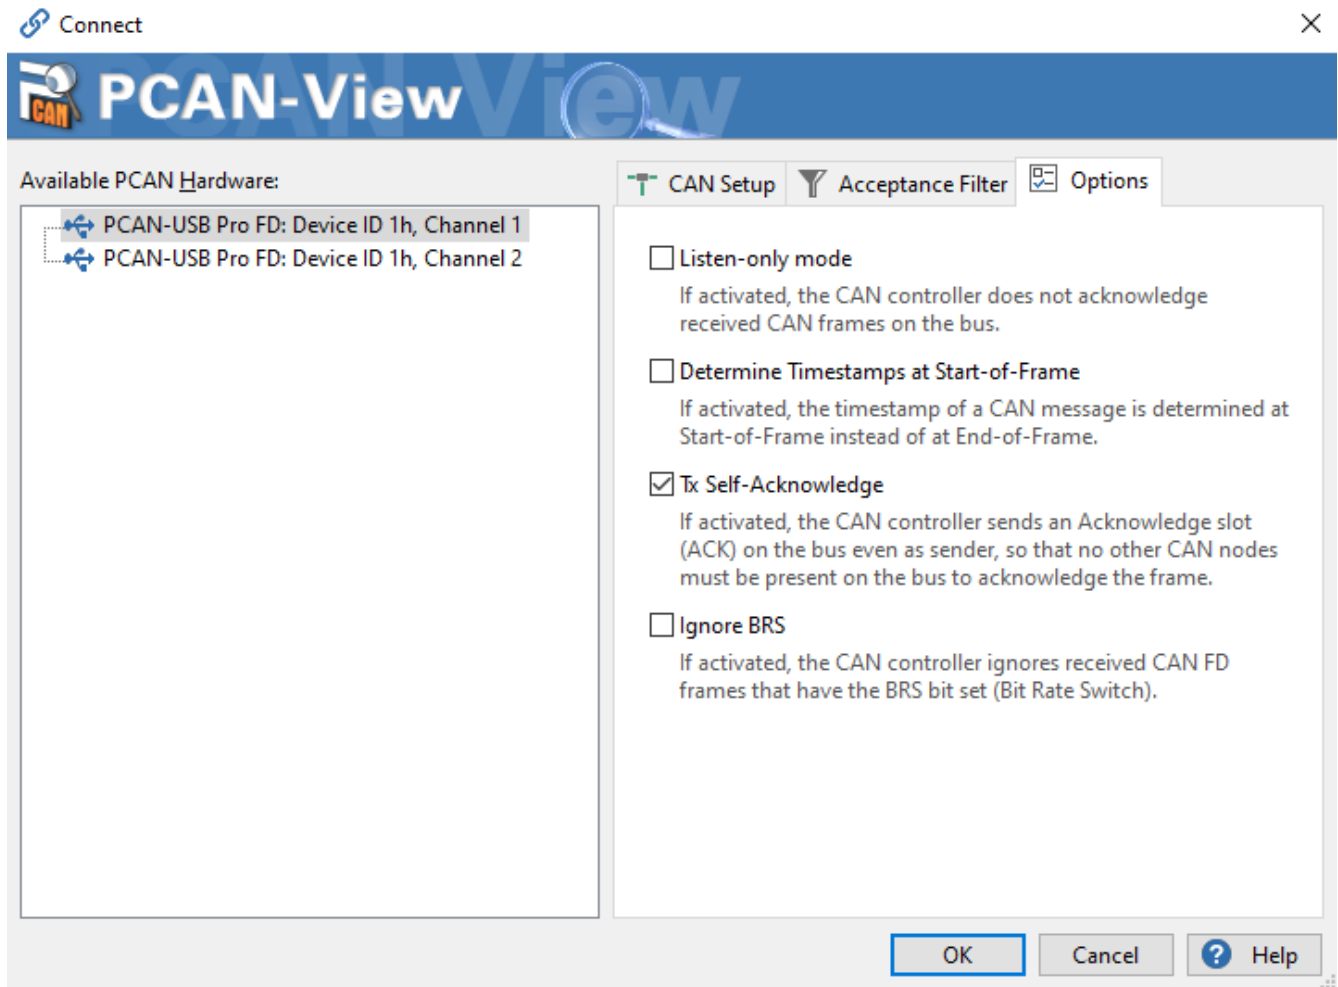 Connect
PCAN-View
Available PCAN Hardware:
PCAN-USB Pro FD: Device ID 1h, Channel 1
PCAN-USB Pro FD: Device ID 1h, Channel 2
CAN Setup
Acceptance Filter
Options
Listen-only mode
If activated, the CAN controller does not acknowledge
received CAN frames on the bus.
Determine Timestamps at Start-of-Frame
If activated, the timestamp of a CAN message is determined at
Start-of-Frame instead of at End-of-Frame.
Tx Self-Acknowledge
If activated, the CAN controller sends an Acknowledge slot
(ACK) on the bus even as sender, so that no other CAN nodes
must be present on the bus to acknowledge the frame.
Ignore BRS
If activated, the CAN controller ignores received CAN FD
frames that have the BRS bit set (Bit Rate Switch).
OK
Cancel
Help